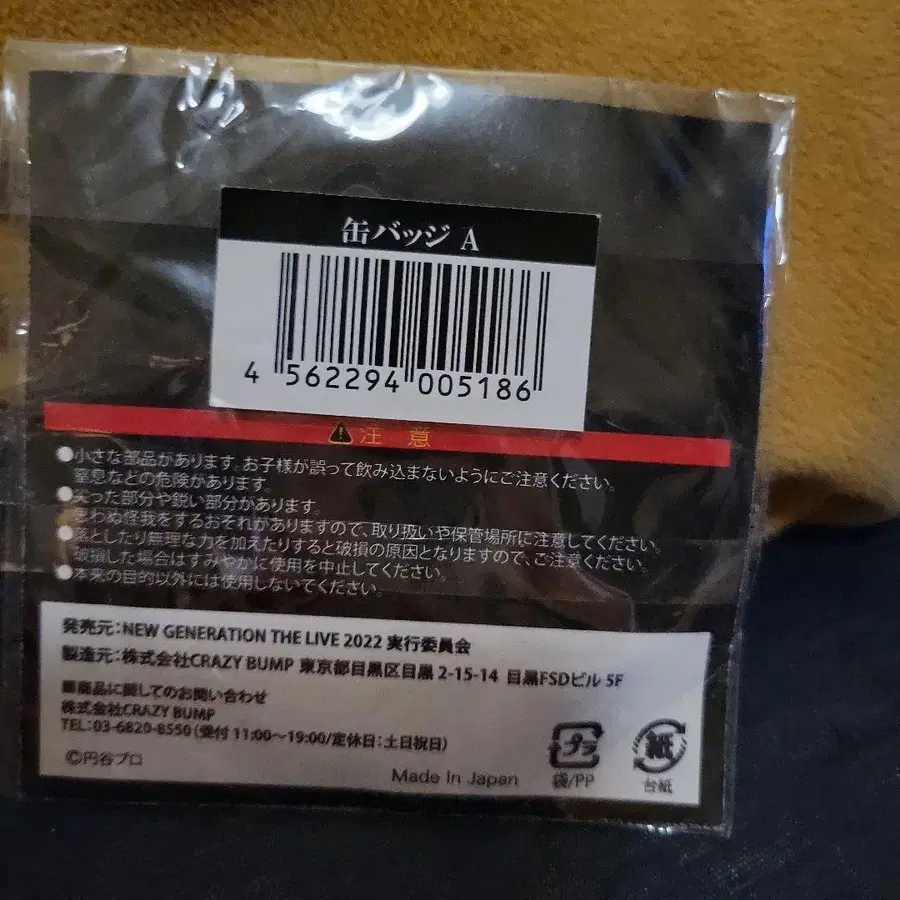 缶バッジ A
4 562294 005186
注 意
●小さな部品があります。お子様が誤って飲み込まないようにご注意ください。
窒息などの危険があります。
●尖った部分や鋭い部分があります。
思わぬ怪我をするおそれがありますので、取り扱いや保管場所に注意してください。
●落としたり無理な力を加えたりすると破損の原因となりますので、ご注意ください。
破損した場合はすみやかに使用を中止してください。
●本来の目的以外には使用しないでください。
発売元:NEW GENERATION THE LIVE 2022 実行委員会
製造元:株式会社CRAZY BUMP 東京都目黒区目黒 2-15-14 目黒FSDビル 5F
■商品に関してのお問い合わせ
株式会社CRAZY BUMP
TEL:03-6820-8550(受付 11:00〜19:00/定休日:土日祝日)
©円谷プロ
Made In Japan
プラ
袋/PP
紙
台紙